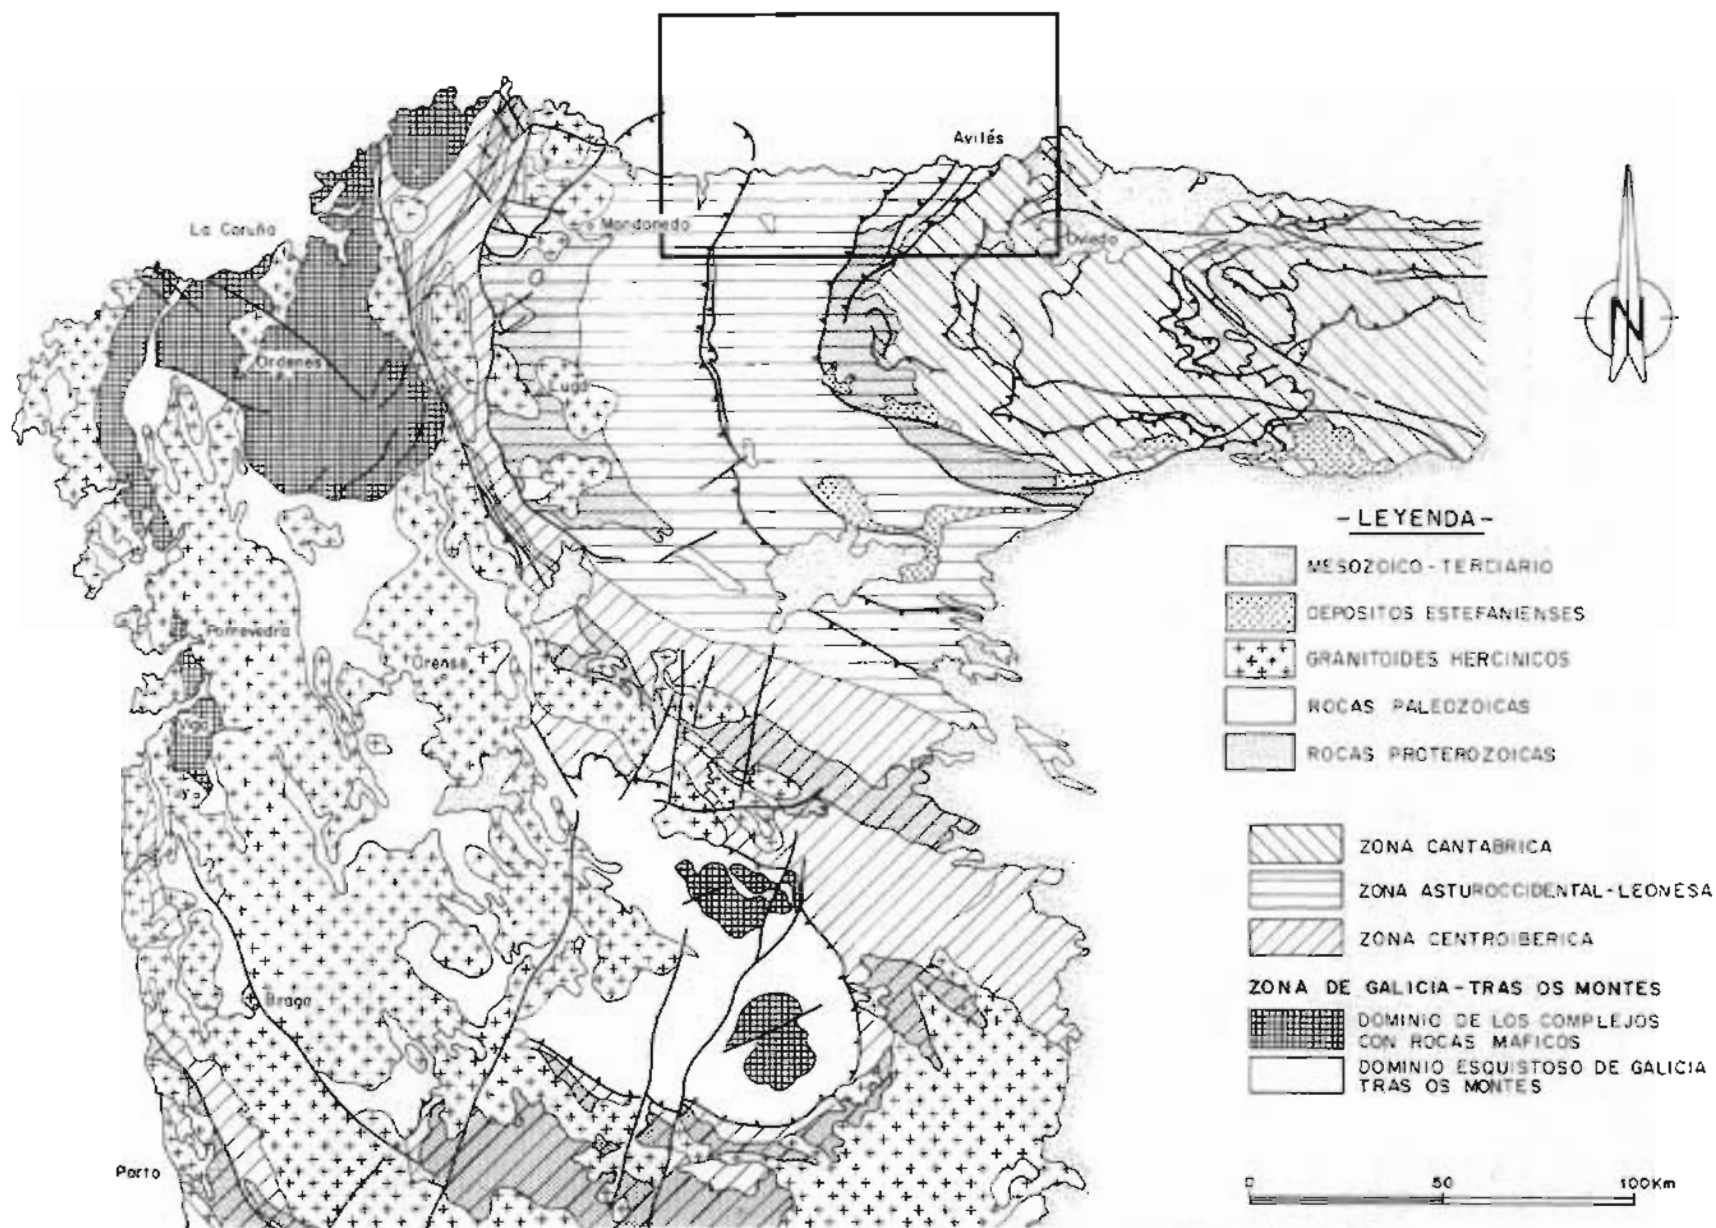 Avilés
La Coruña
Mondoñedo
Oviedo
Ordenes
Lugo
N
-LEYENDA-
MESOZOICO-TERCIARIO
DEPOSITOS ESTEFANIENSES
GRANITOIDES HERCINICOS
ROCAS PALEOZOICAS
ROCAS PROTEROZOICAS
Pontevedra
Orense
Vigo
Tuy
ZONA CANTABRICA
ZONA ASTUROCCIDENTAL-LEONESA
ZONA CENTROIBERICA
ZONA DE GALICIA-TRAS OS MONTES
DOMINIO DE LOS COMPLEJOS
CON ROCAS MAFICOS
DOMINIO ESQUISTOSO DE GALICIA
TRAS OS MONTES
Braga
Porto
0 50 100Km